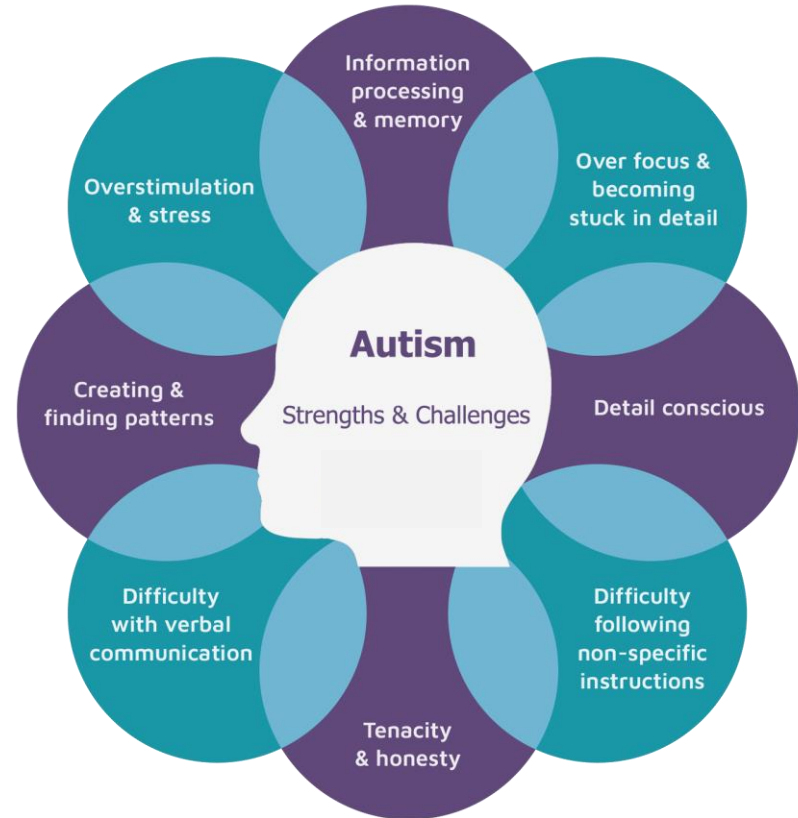 Information
processing
& memory
Over focus &
becoming
stuck in detail
Overstimulation
& stress
Autism
Strengths & Challenges
Creating &
finding patterns
Detail conscious
Difficulty
with verbal
communication
Difficulty
following
non-specific
instructions
Tenacity
& honesty